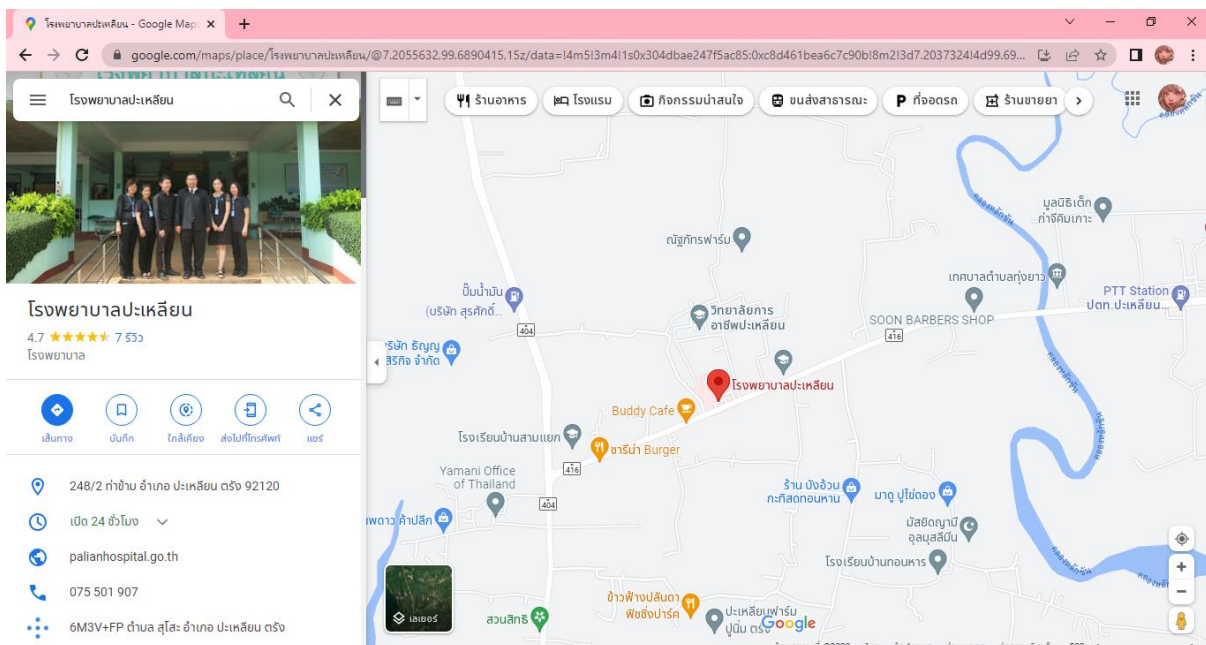 โรงพยาบาลปะเหลียน - Google Map
google.com/maps/place/โรงพยาบาลปะเหลียน/@7.2055632,99.6890415,15z/data=!4m5!3m4!1s0x304dbae247f5ac85:0xc8d461bea6c7c90b!8m2!3d7.2037324!4d99.69...
โรงพยาบาลปะเหลียน
โรงพยาบาลปะเหลียน
4.7 7 รีวิว
โรงพยาบาล
เส้นทาง บันทึก ใกล้เคียง ส่งไปที่โทรศัพท์ แชร์
248/2 ท่าข้าม อำเภอ ปะเหลียน ตรัง 92120
เปิด 24 ชั่วโมง
palianhospital.go.th
075 501 907
6M3V+FP ตำบล สุโสะ อำเภอ ปะเหลียน ตรัง
ร้านอาหาร โรงแรม กิจกรรมน่าสนใจ ขนส่งสาธารณะ P ที่จอดรถ ร้านขายยา
คลองหลักขัน
มูลนิธิเด็ก
กำจีคิมเกาะ
ณัฐภัทรฟาร์ม
เทศบาลตำบลทุ่งยาว
ปั๊มน้ำมัน
(บริษัท สุรศักดิ์...
PTT Station
ปตท.ปะเหลียน...
วิทยาลัยการ
อาชีพปะเหลียน
SOON BARBERS SHOP
404
416
สิริกิจ จำกัด
โรงพยาบาลปะเหลียน
Buddy Cafe
โรงเรียนบ้านสามแยก
ซารีน่า Burger
416
Yamani Office
of Thailand
404
ร้าน บังอ้วน
กะทิสดทอนหาน
มาดู ปูไข่ดอง
พดาว ค้าปลีก
มัสยิดญามี
อุลมุสลีมีน
โรงเรียนบ้านทอนหาร
ข้าวฟ่างปลันดา
ฟิชชิ่งปาร์ค
สวนสิทธิ
ปะเหลียนฟาร์ม
ปูนิ่ม ตรัง
เลเยอร์
Google